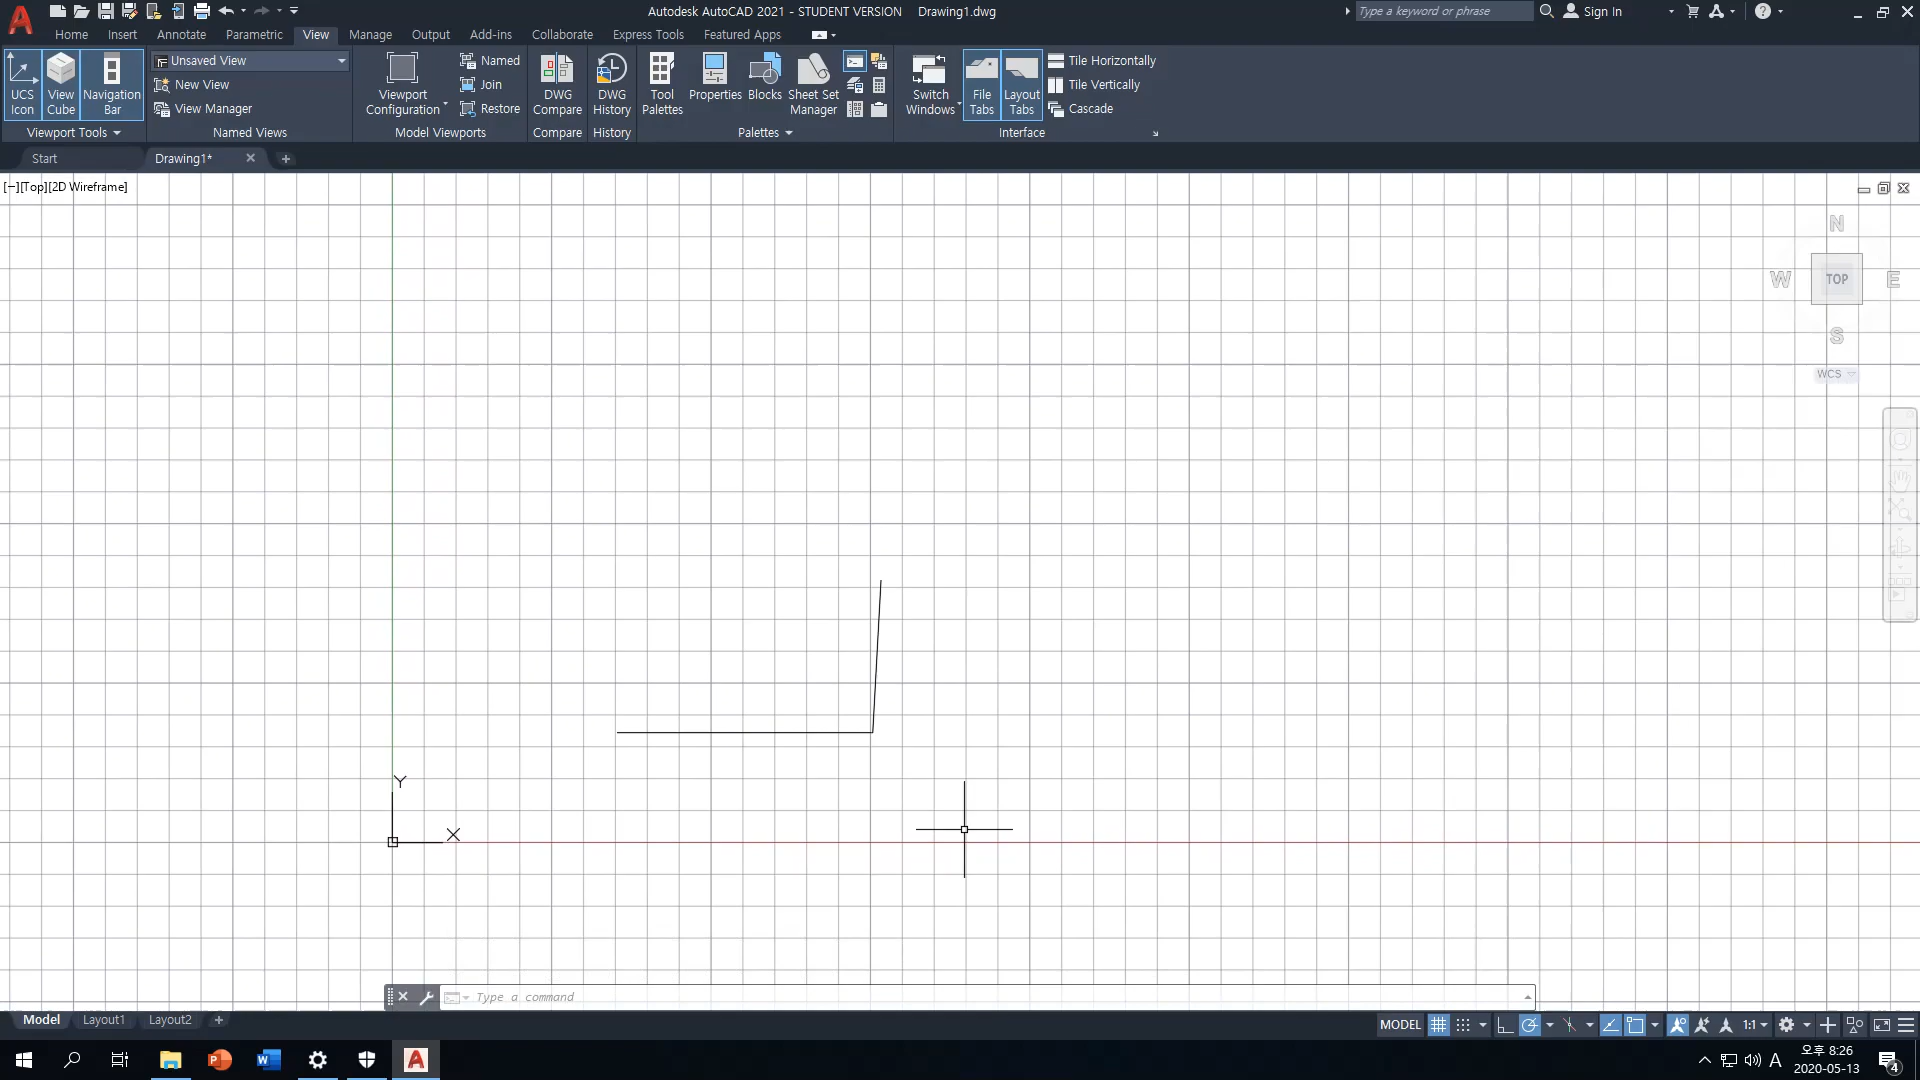 Autodesk AutoCAD 2021 - STUDENT VERSION Drawing1.dwg
Type a keyword or phrase
Sign In
Home Insert Annotate Parametric View Manage Output Add-ins Collaborate Express Tools Featured Apps
UCS Icon
View Cube
Navigation Bar
Viewport Tools
Unsaved View
New View
View Manager
Named Views
Viewport Configuration
Named
Join
Restore
Model Viewports
DWG Compare
Compare
DWG History
History
Tool Palettes
Properties
Blocks
Sheet Set Manager
Palettes
Switch Windows
File Tabs
Layout Tabs
Tile Horizontally
Tile Vertically
Cascade
Interface
Start
Drawing1*
[−][Top][2D Wireframe]
N
W TOP E
S
WCS
Y
X
Type a command
Model Layout1 Layout2
MODEL
1:1
A
오후 8:26
2020-05-13
4